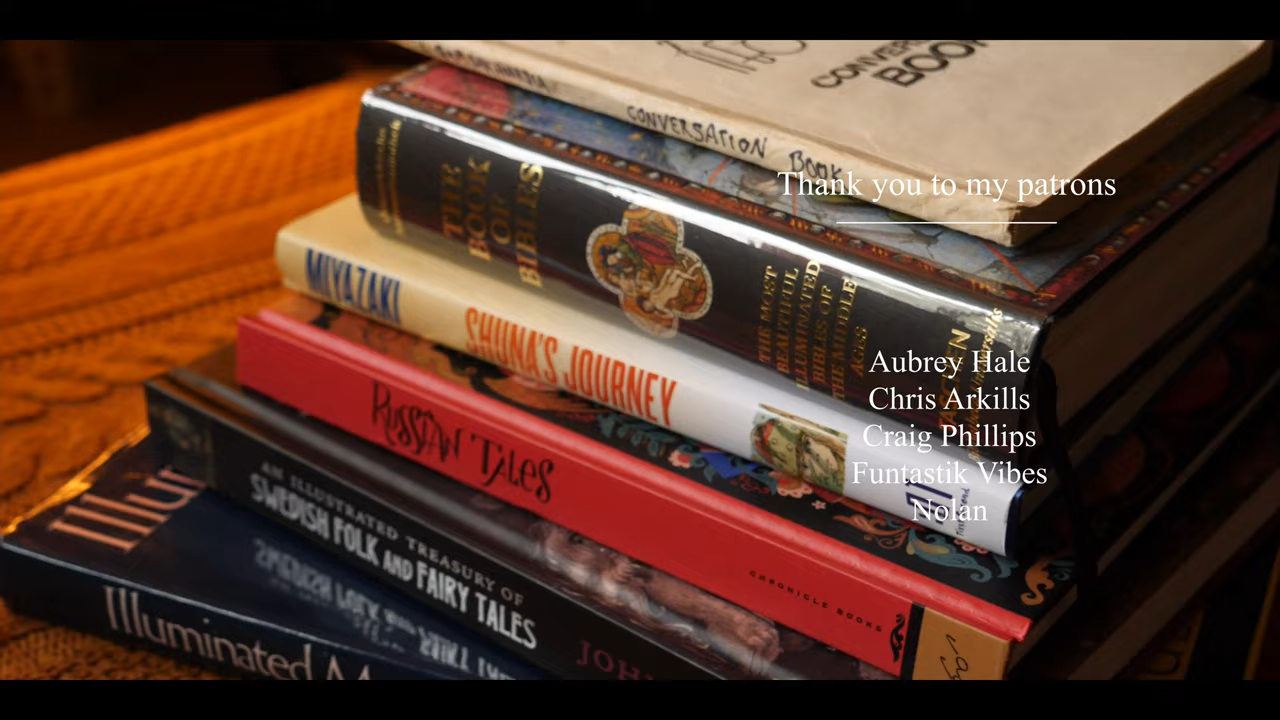 CONVERSATION BOOK
BOOK
Thank you to my patrons
THE
BOOK
OF
BIBLES
THE MOST
BEAUTIFUL
ILLUMINATED
BIBLES OF
THE MIDDLE
AGES
MIYAZAKI
SHUNA'S JOURNEY
Aubrey Hale
Chris Arkills
Craig Phillips
Funtastik Vibes
Nolan
RUSSIAN TALES
CHRONICLE BOOKS
AN ILLUSTRATED TREASURY OF
SWEDISH FOLK AND FAIRY TALES
JOH
Illu
Illuminated M